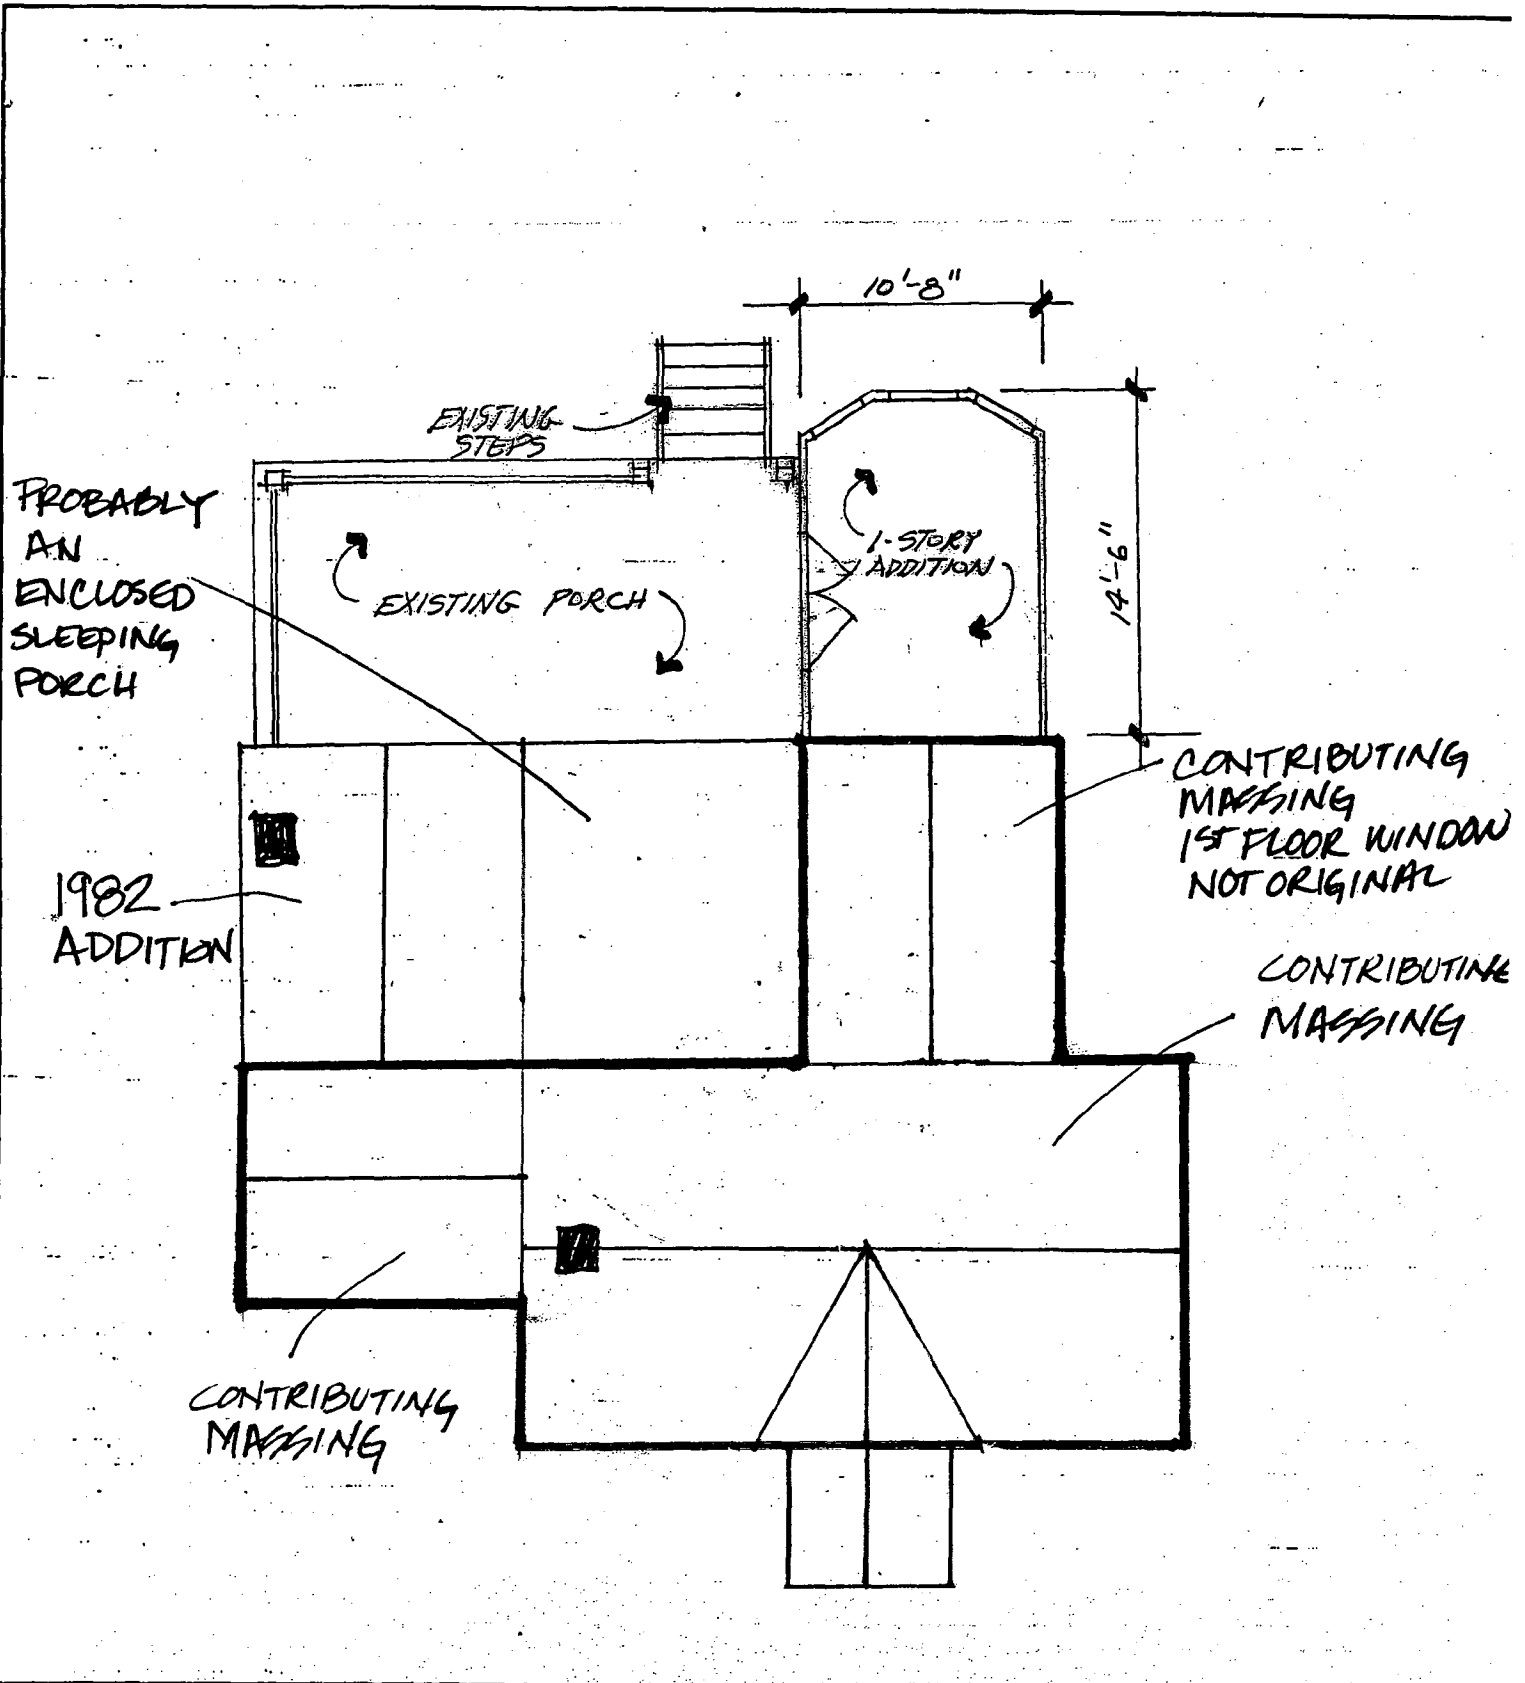 10'-8"
EXISTING
STEPS
PROBABLY
AN
ENCLOSED
SLEEPING
PORCH
1-STORY
ADDITION
14'-6"
EXISTING PORCH
CONTRIBUTING
MASSING
1ST FLOOR WINDOW
NOT ORIGINAL
1982
ADDITION
CONTRIBUTING
MASSING
CONTRIBUTING
MASSING